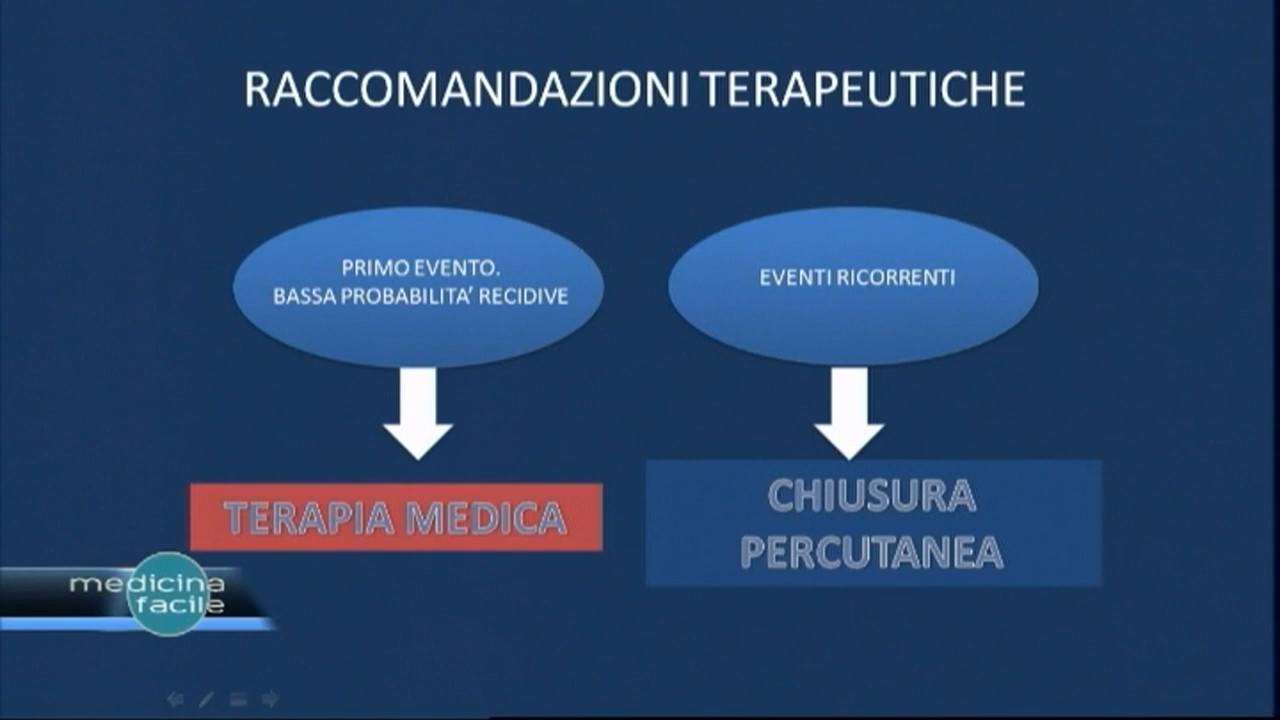 RACCOMANDAZIONI TERAPEUTICHE
PRIMO EVENTO.
BASSA PROBABILITA' RECIDIVE
EVENTI RICORRENTI
TERAPIA MEDICA
CHIUSURA
PERCUTANEA
medicina
facile